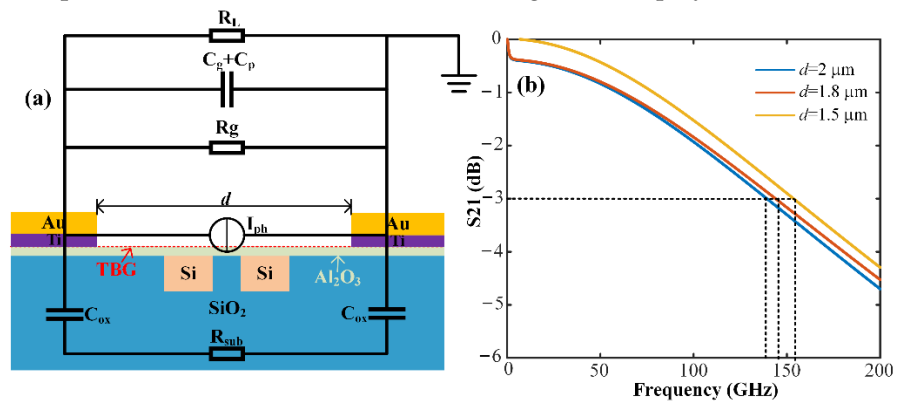 R_L
C_g+C_p
(a)
Rg
d
Au
Au
Ti
I_ph
Ti
TBG
Si
Si
Al_2O_3
SiO_2
C_ox
C_ox
R_sub
(b)
d=2 μm
d=1.8 μm
d=1.5 μm
S21 (dB)
0
-1
-2
-3
-4
-5
-6
0
50
100
150
200
Frequency (GHz)